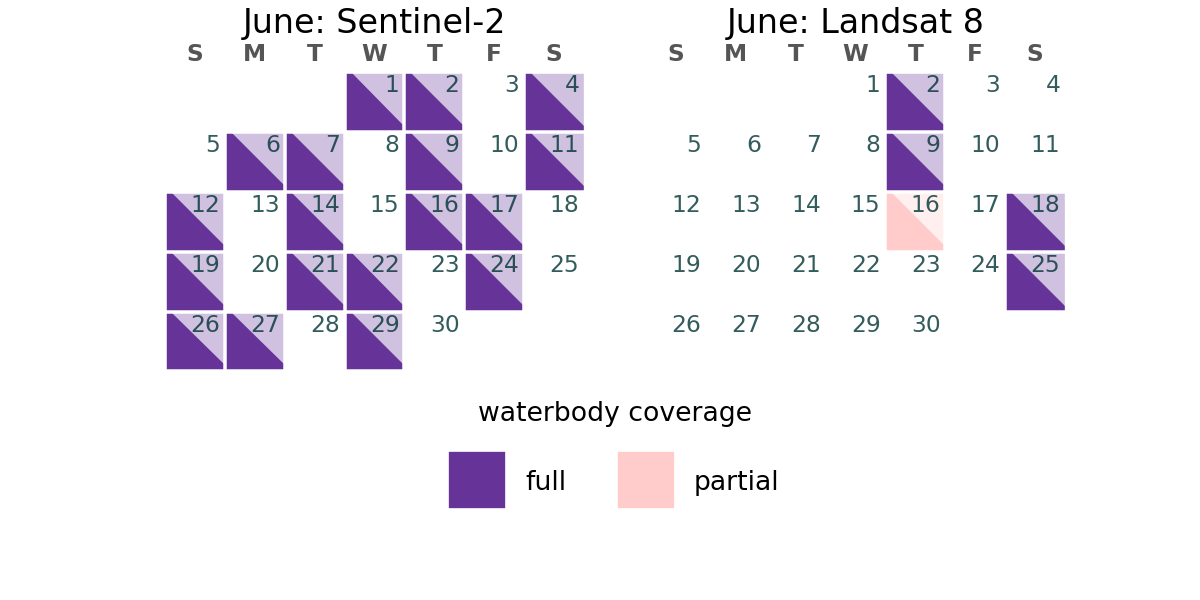 June: Sentinel-2
S M T W T F S
1 2 3 4
5 6 7 8 9 10 11
12 13 14 15 16 17 18
19 20 21 22 23 24 25
26 27 28 29 30
June: Landsat 8
S M T W T F S
1 2 3 4
5 6 7 8 9 10 11
12 13 14 15 16 17 18
19 20 21 22 23 24 25
26 27 28 29 30
waterbody coverage
full partial